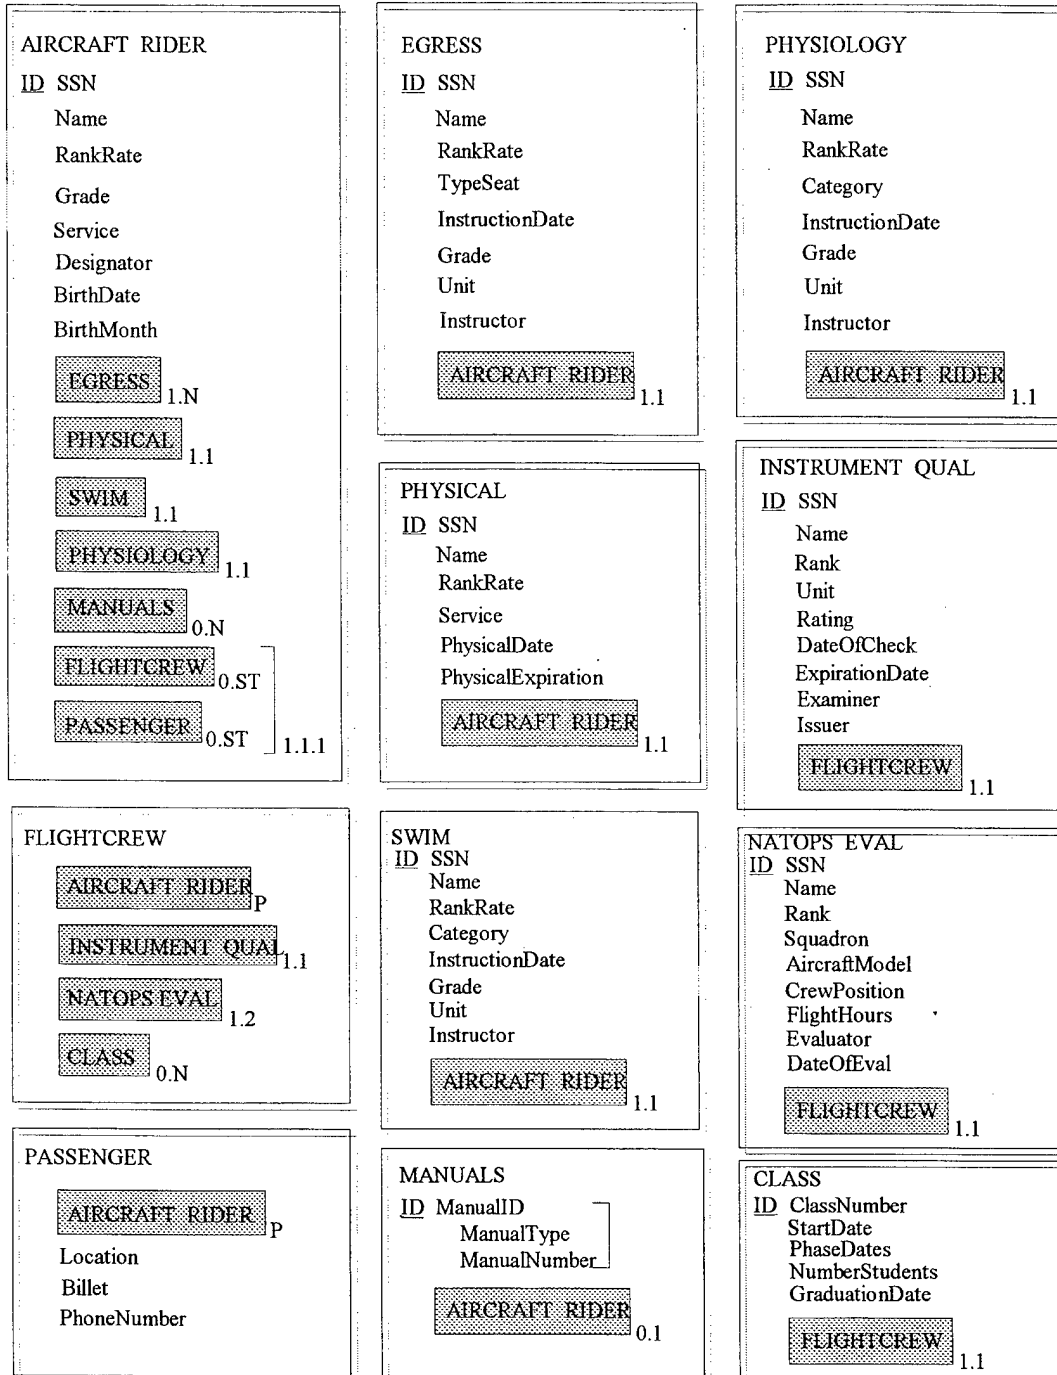 AIRCRAFT RIDER
ID SSN
Name
RankRate
Grade
Service
Designator
BirthDate
BirthMonth
EGRESS 1.N
PHYSICAL 1.1
SWIM 1.1
PHYSIOLOGY 1.1
MANUALS 0.N
FLIGHTCREW 0.ST
PASSENGER 0.ST 1.1.1
FLIGHTCREW
AIRCRAFT RIDER P
INSTRUMENT QUAL 1.1
NATOPS EVAL 1.2
CLASS 0.N
PASSENGER
AIRCRAFT RIDER P
Location
Billet
PhoneNumber
EGRESS
ID SSN
Name
RankRate
TypeSeat
InstructionDate
Grade
Unit
Instructor
AIRCRAFT RIDER 1.1
PHYSICAL
ID SSN
Name
RankRate
Service
PhysicalDate
PhysicalExpiration
AIRCRAFT RIDER 1.1
SWIM
ID SSN
Name
RankRate
Category
InstructionDate
Grade
Unit
Instructor
AIRCRAFT RIDER 1.1
MANUALS
ID ManualID
ManualType
ManualNumber
AIRCRAFT RIDER 0.1
PHYSIOLOGY
ID SSN
Name
RankRate
Category
InstructionDate
Grade
Unit
Instructor
AIRCRAFT RIDER 1.1
INSTRUMENT QUAL
ID SSN
Name
Rank
Unit
Rating
DateOfCheck
ExpirationDate
Examiner
Issuer
FLIGHTCREW 1.1
NATOPS EVAL
ID SSN
Name
Rank
Squadron
AircraftModel
CrewPosition
FlightHours
Evaluator
DateOfEval
FLIGHTCREW 1.1
CLASS
ID ClassNumber
StartDate
PhaseDates
NumberStudents
GraduationDate
FLIGHTCREW 1.1